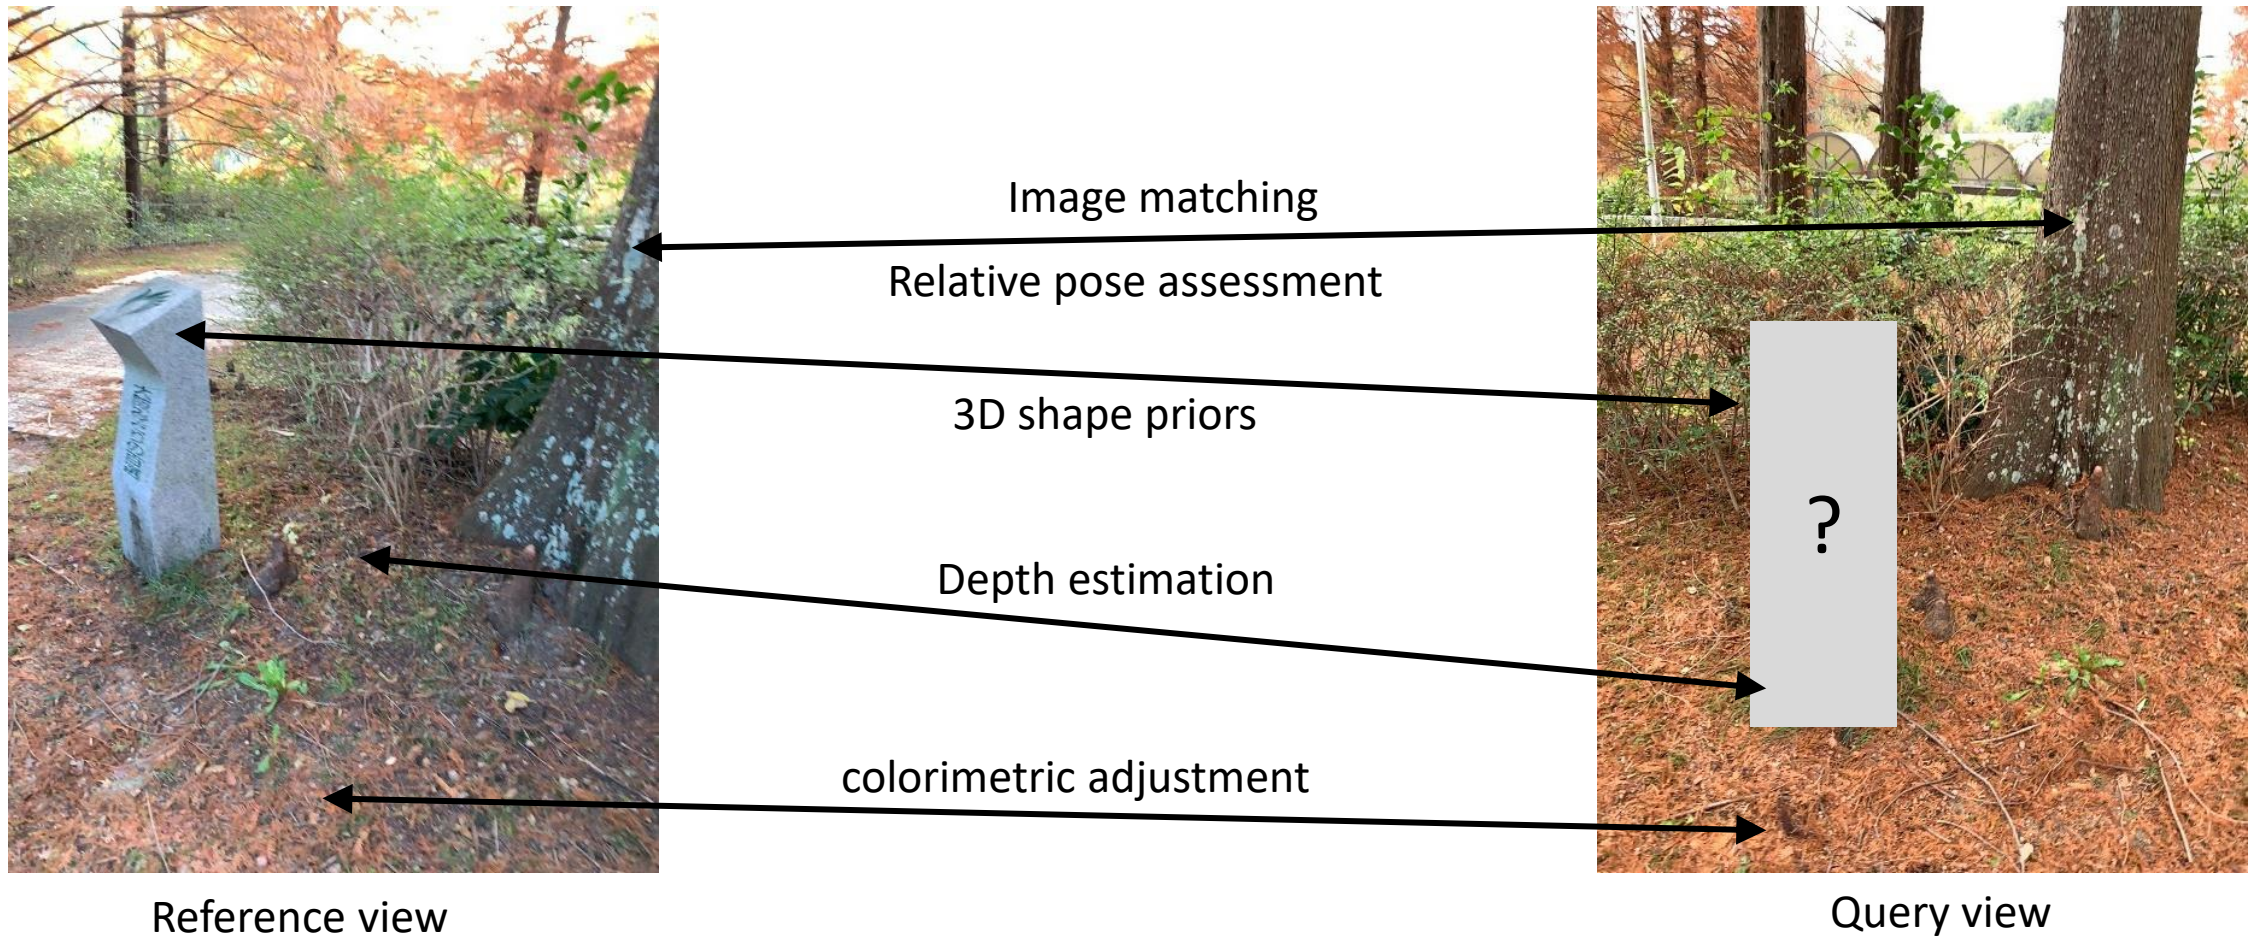 Image matching
Relative pose assessment
3D shape priors
?
Depth estimation
colorimetric adjustment
Reference view
Query view